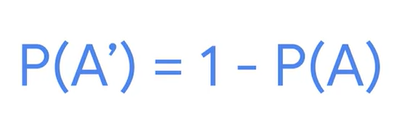 P(A’) = 1 - P(A)